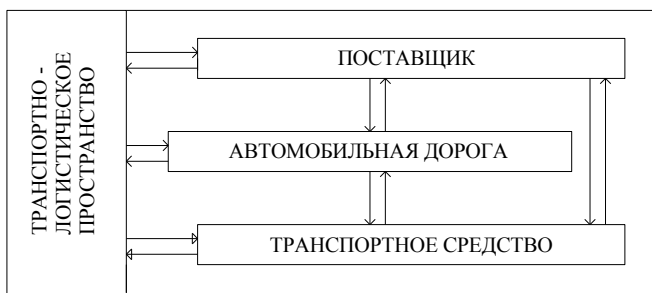 ТРАНСПОРТНО -
ЛОГИСТИЧЕСКОЕ
ПРОСТРАНСТВО
ПОСТАВЩИК
АВТОМОБИЛЬНАЯ ДОРОГА
ТРАНСПОРТНОЕ СРЕДСТВО